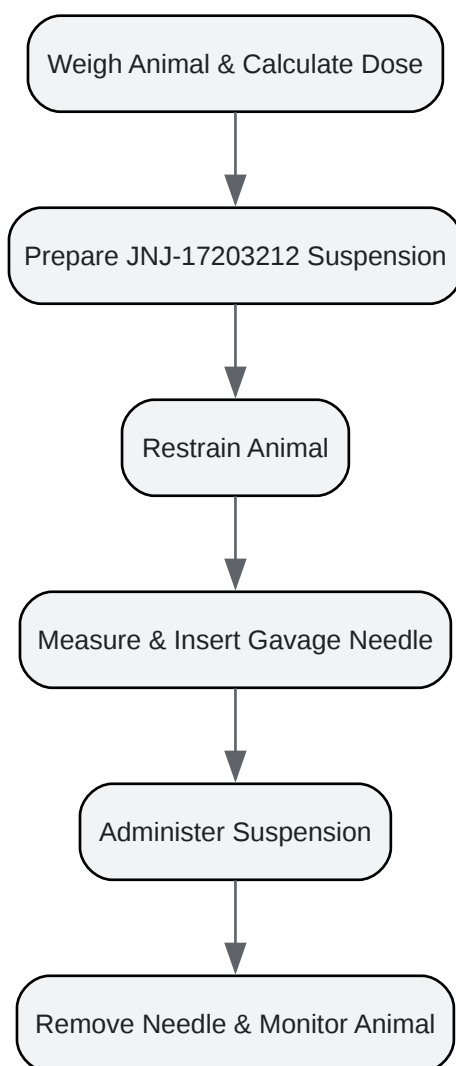 Weigh Animal & Calculate Dose
Prepare JNJ-17203212 Suspension
Restrain Animal
Measure & Insert Gavage Needle
Administer Suspension
Remove Needle & Monitor Animal